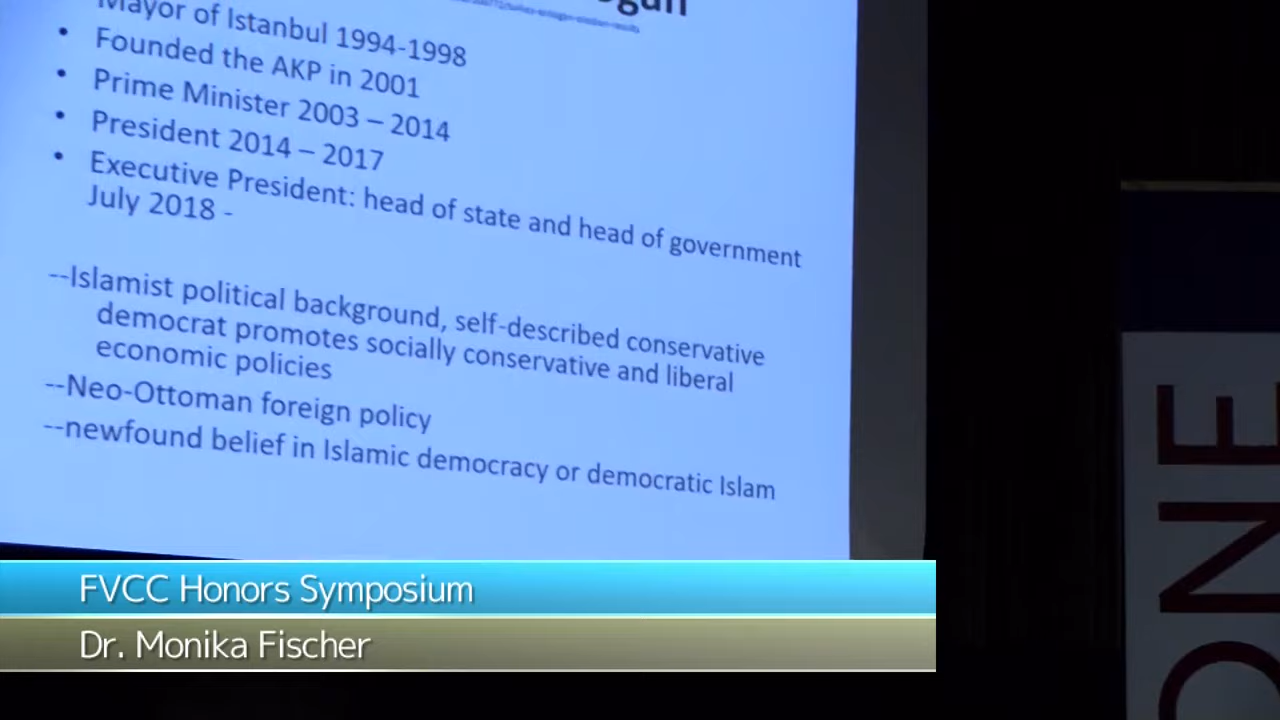 Mayor of Istanbul 1994-1998
• Founded the AKP in 2001
• Prime Minister 2003 – 2014
• President 2014 – 2017
• Executive President: head of state and head of government
July 2018 -
--Islamist political background, self-described conservative
democrat promotes socially conservative and liberal
economic policies
--Neo-Ottoman foreign policy
--newfound belief in Islamic democracy or democratic Islam
FVCC Honors Symposium
Dr. Monika Fischer
ONE